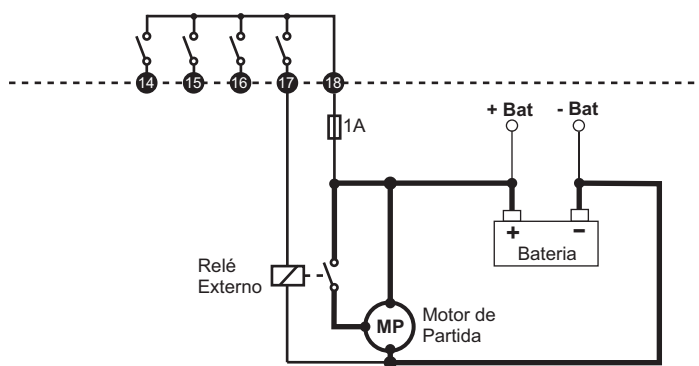 14 15 16 17 18
1A
+ Bat - Bat
+ −
Bateria
Relé
Externo
MP
Motor de
Partida